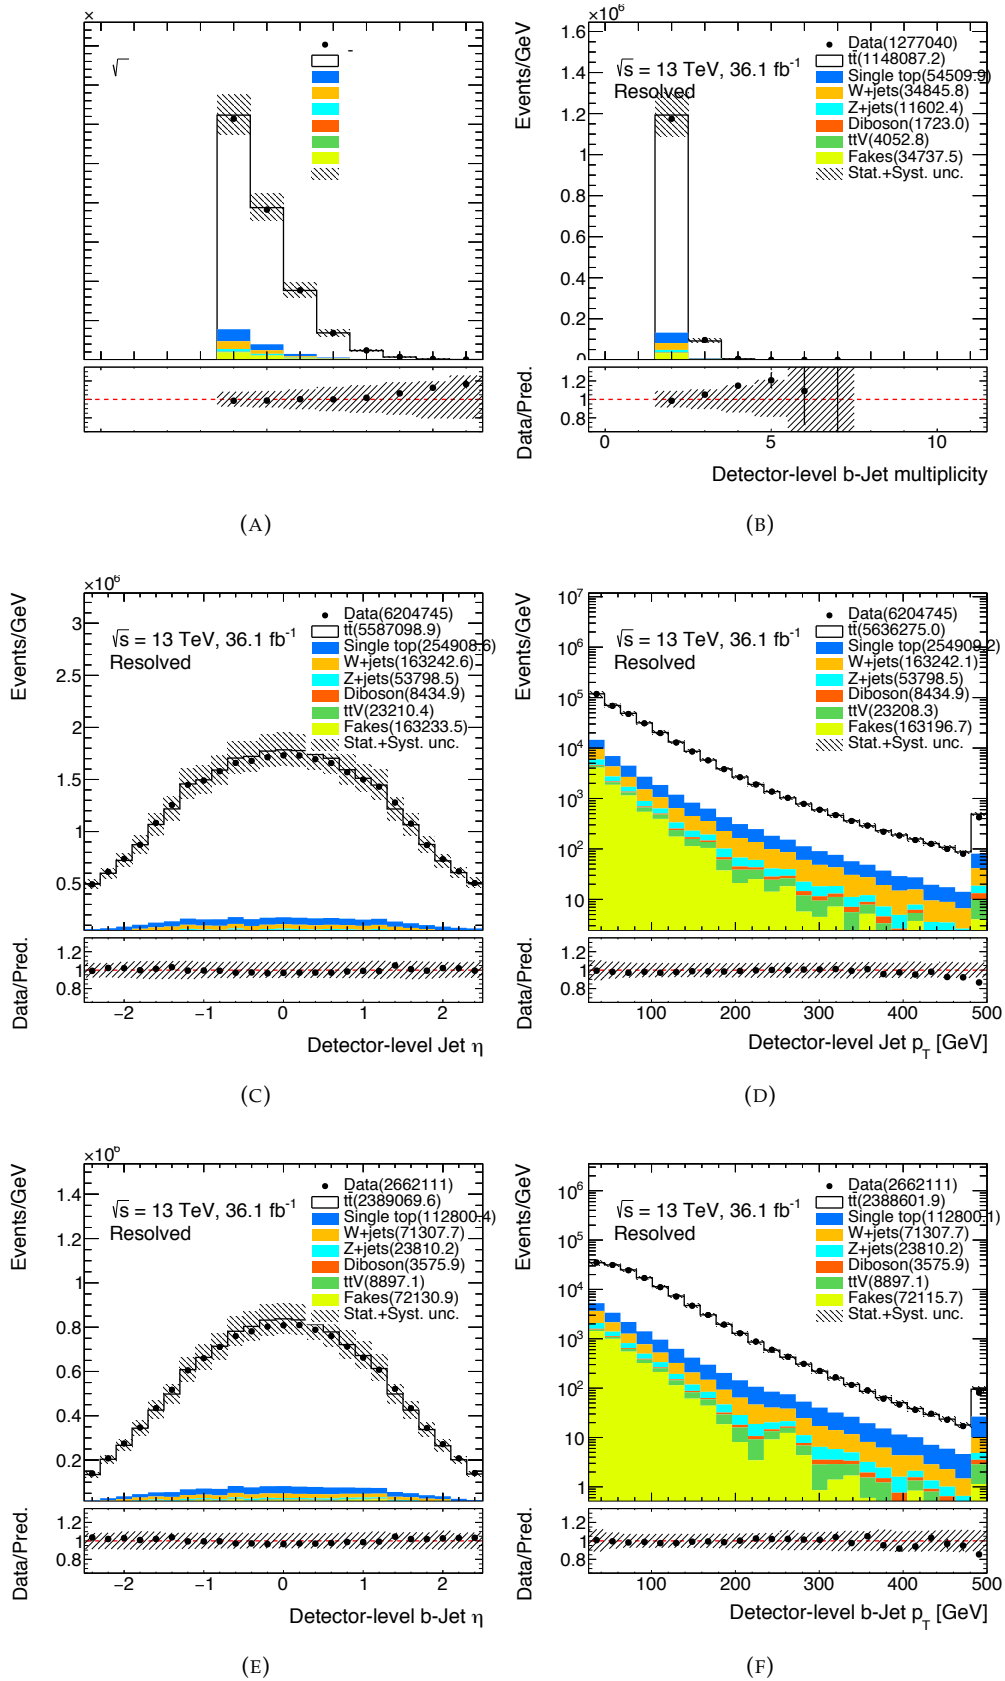 ×
√
-
(A)
×10⁶
Events/GeV
1.6
1.4
1.2
1
0.8
0.6
0.4
0.2
0
√s = 13 TeV, 36.1 fb⁻¹
Resolved
Data(1277040)
tt̄(1148087.2)
Single top(54509.9)
W+jets(34845.8)
Z+jets(11602.4)
Diboson(1723.0)
ttV(4052.8)
Fakes(34737.5)
Stat.+Syst. unc.
Data/Pred.
1.2
1
0.8
0 5 10
Detector-level b-Jet multiplicity
(B)
×10⁶
Events/GeV
3
2.5
2
1.5
1
0.5
√s = 13 TeV, 36.1 fb⁻¹
Resolved
Data(6204745)
tt̄(5587098.9)
Single top(254908.6)
W+jets(163242.6)
Z+jets(53798.5)
Diboson(8434.9)
ttV(23210.4)
Fakes(163233.5)
Stat.+Syst. unc.
Data/Pred.
1.2
1
0.8
−2 −1 0 1 2
Detector-level Jet η
(C)
Events/GeV
10⁷
10⁶
10⁵
10⁴
10³
10²
10
√s = 13 TeV, 36.1 fb⁻¹
Resolved
Data(6204745)
tt̄(5636275.0)
Single top(254909.2)
W+jets(163242.1)
Z+jets(53798.5)
Diboson(8434.9)
ttV(23208.3)
Fakes(163196.7)
Stat.+Syst. unc.
Data/Pred.
1.2
1
0.8
100 200 300 400 500
Detector-level Jet p_T [GeV]
(D)
×10⁶
Events/GeV
1.4
1.2
1
0.8
0.6
0.4
0.2
√s = 13 TeV, 36.1 fb⁻¹
Resolved
Data(2662111)
tt̄(2389069.6)
Single top(112800.4)
W+jets(71307.7)
Z+jets(23810.2)
Diboson(3575.9)
ttV(8897.1)
Fakes(72130.9)
Stat.+Syst. unc.
Data/Pred.
1.2
1
0.8
−2 −1 0 1 2
Detector-level b-Jet η
(E)
Events/GeV
10⁶
10⁵
10⁴
10³
10²
10
1
√s = 13 TeV, 36.1 fb⁻¹
Resolved
Data(2662111)
tt̄(2388601.9)
Single top(112800.1)
W+jets(71307.7)
Z+jets(23810.2)
Diboson(3575.9)
ttV(8897.1)
Fakes(72115.7)
Stat.+Syst. unc.
Data/Pred.
1.2
1
0.8
100 200 300 400 500
Detector-level b-Jet p_T [GeV]
(F)